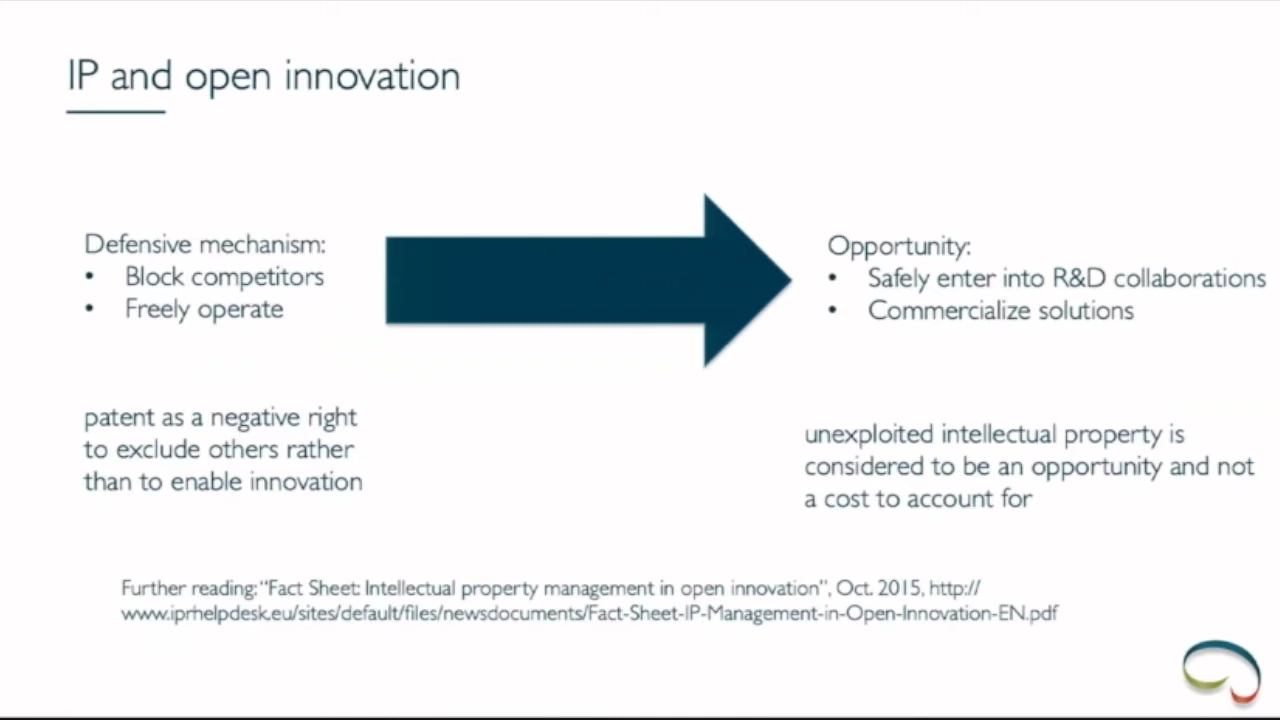 IP and open innovation
Defensive mechanism:
• Block competitors
• Freely operate
Opportunity:
• Safely enter into R&D collaborations
• Commercialize solutions
patent as a negative right
to exclude others rather
than to enable innovation
unexploited intellectual property is
considered to be an opportunity and not
a cost to account for
Further reading: “Fact Sheet: Intellectual property management in open innovation”, Oct. 2015, http://
www.iprhelpdesk.eu/sites/default/files/newsdocuments/Fact-Sheet-IP-Management-in-Open-Innovation-EN.pdf